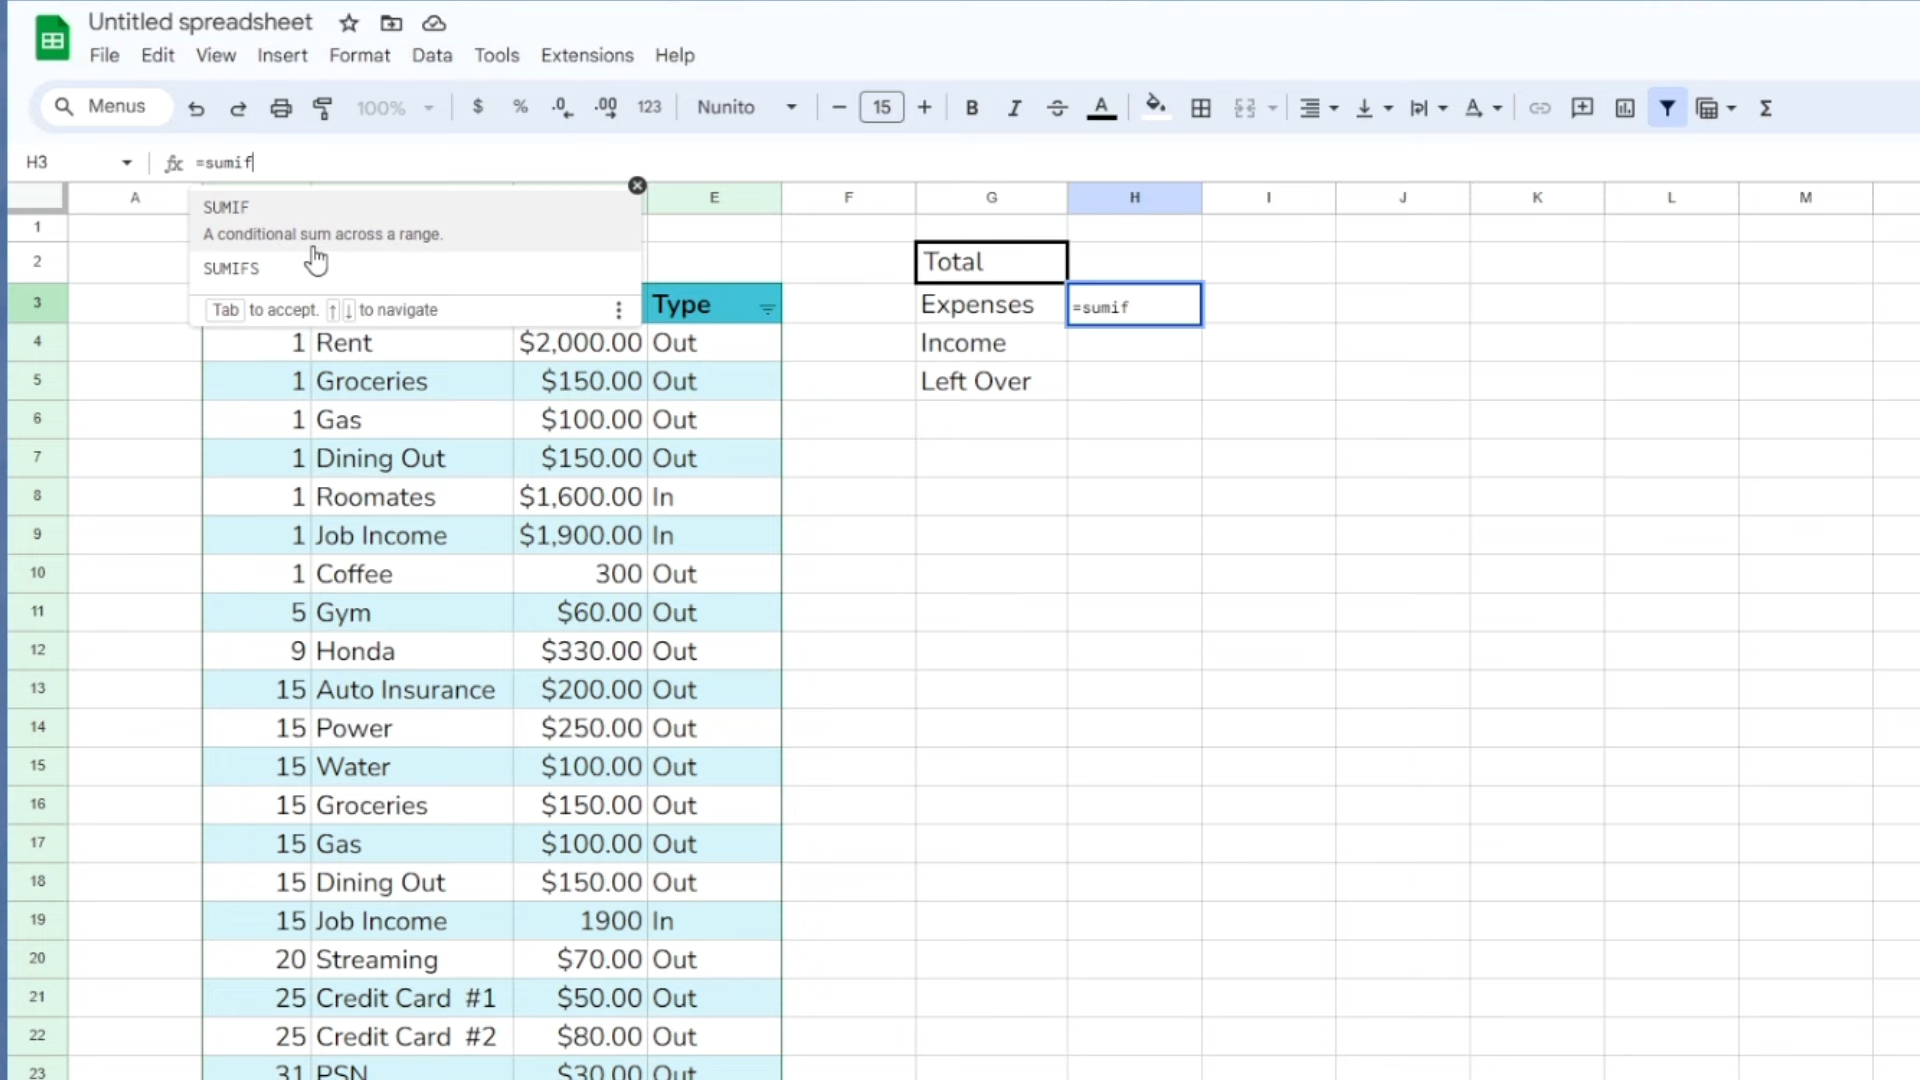 Untitled spreadsheet
File Edit View Insert Format Data Tools Extensions Help
Menus 100% $ % .0 .00 123 Nunito 15 B I S A Σ
H3 fx =sumif
A E F G H I J K L M
SUMIF
A conditional sum across a range.
SUMIFS
Tab to accept. ↑ ↓ to navigate
1
2 Total
3 Type Expenses =sumif
4 1 Rent $2,000.00 Out Income
5 1 Groceries $150.00 Out Left Over
6 1 Gas $100.00 Out
7 1 Dining Out $150.00 Out
8 1 Roomates $1,600.00 In
9 1 Job Income $1,900.00 In
10 1 Coffee 300 Out
11 5 Gym $60.00 Out
12 9 Honda $330.00 Out
13 15 Auto Insurance $200.00 Out
14 15 Power $250.00 Out
15 15 Water $100.00 Out
16 15 Groceries $150.00 Out
17 15 Gas $100.00 Out
18 15 Dining Out $150.00 Out
19 15 Job Income 1900 In
20 20 Streaming $70.00 Out
21 25 Credit Card #1 $50.00 Out
22 25 Credit Card #2 $80.00 Out
23 31 PSN $30.00 Out